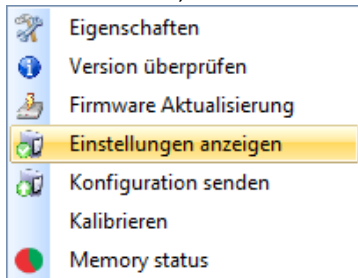 Eigenschaften
Version überprüfen
Firmware Aktualisierung
Einstellungen anzeigen
Konfiguration senden
Kalibrieren
Memory status